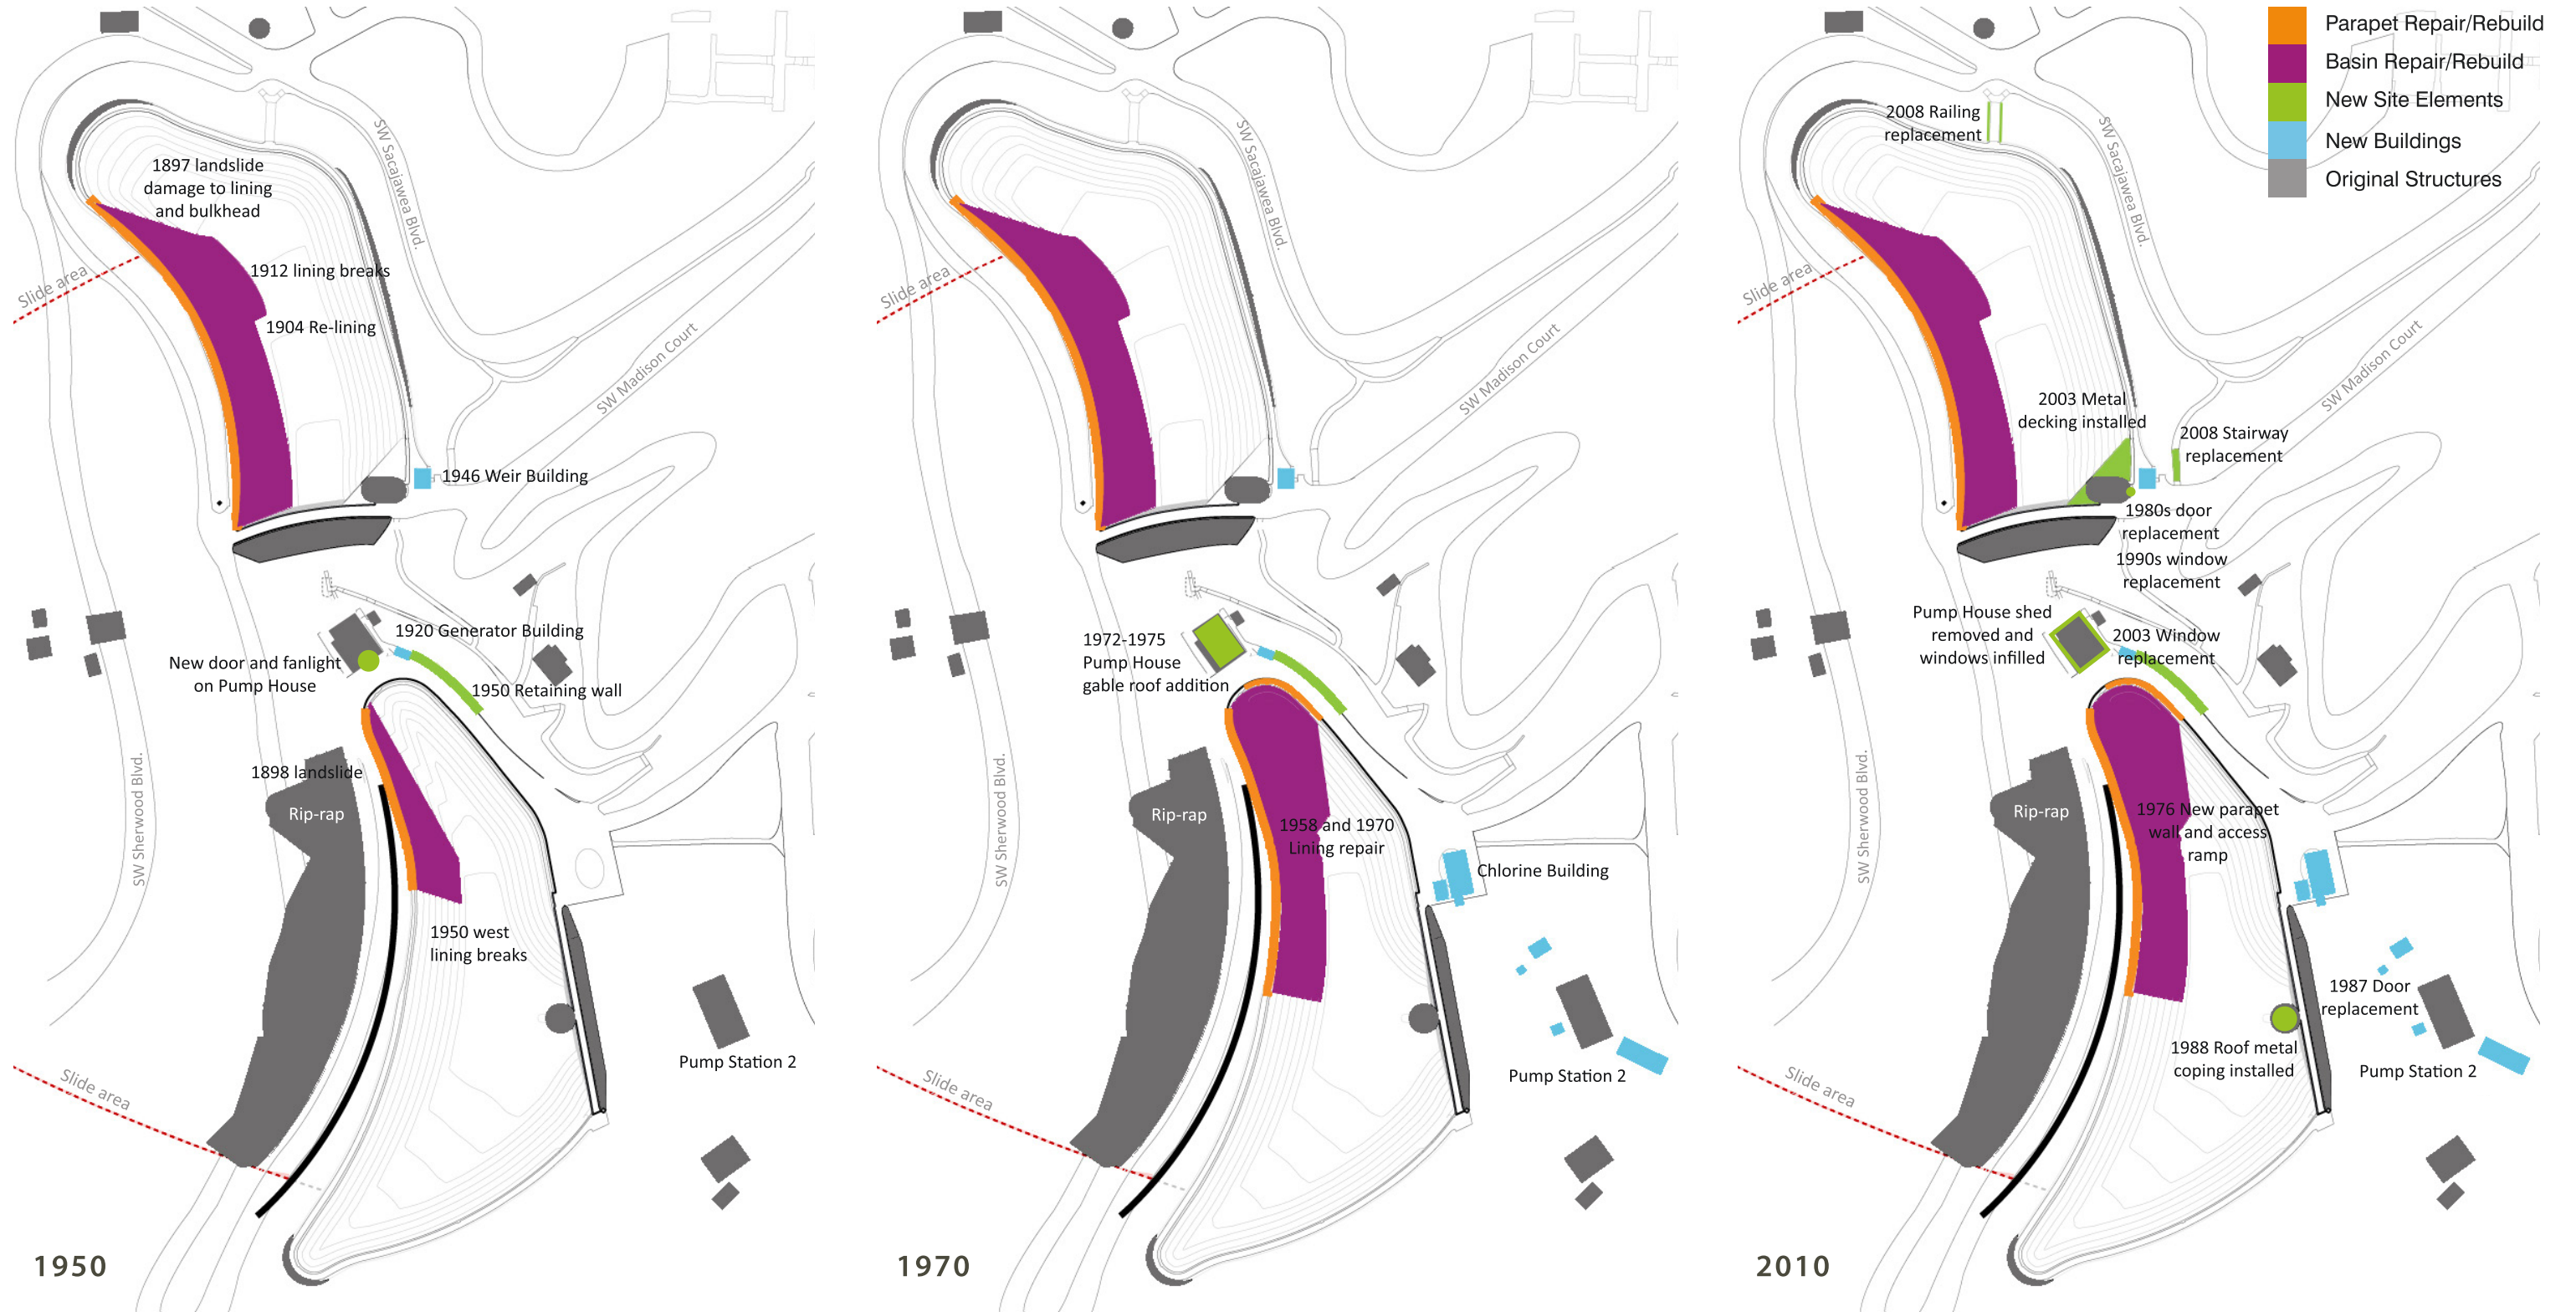 1897 landslide
damage to lining
and bulkhead
SW Sacajawea Blvd.
1912 lining breaks
Slide area
1904 Re-lining
SW Madison Court
1946 Weir Building
1920 Generator Building
New door and fanlight
on Pump House
1950 Retaining wall
1898 landslide
Rip-rap
SW Sherwood Blvd.
1950 west
lining breaks
Pump Station 2
Slide area
1950
SW Sacajawea Blvd.
Slide area
SW Madison Court
1972-1975
Pump House
gable roof addition
Rip-rap
1958 and 1970
Lining repair
SW Sherwood Blvd.
Chlorine Building
Pump Station 2
Slide area
1970
Parapet Repair/Rebuild
Basin Repair/Rebuild
New Site Elements
New Buildings
Original Structures
2008 Railing
replacement
SW Sacajawea Blvd.
Slide area
SW Madison Court
2003 Metal
decking installed
2008 Stairway
replacement
1980s door
replacement
1990s window
replacement
Pump House shed
removed and
windows infilled
2003 Window
replacement
Rip-rap
1976 New parapet
wall and access
ramp
SW Sherwood Blvd.
1987 Door
replacement
1988 Roof metal
coping installed
Pump Station 2
Slide area
2010